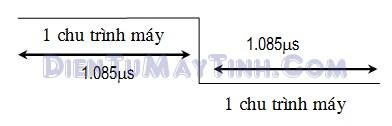 1 chu trình máy
1.085µs
1.085µs
DIENTUMAYTINH.COM
1 chu trình máy